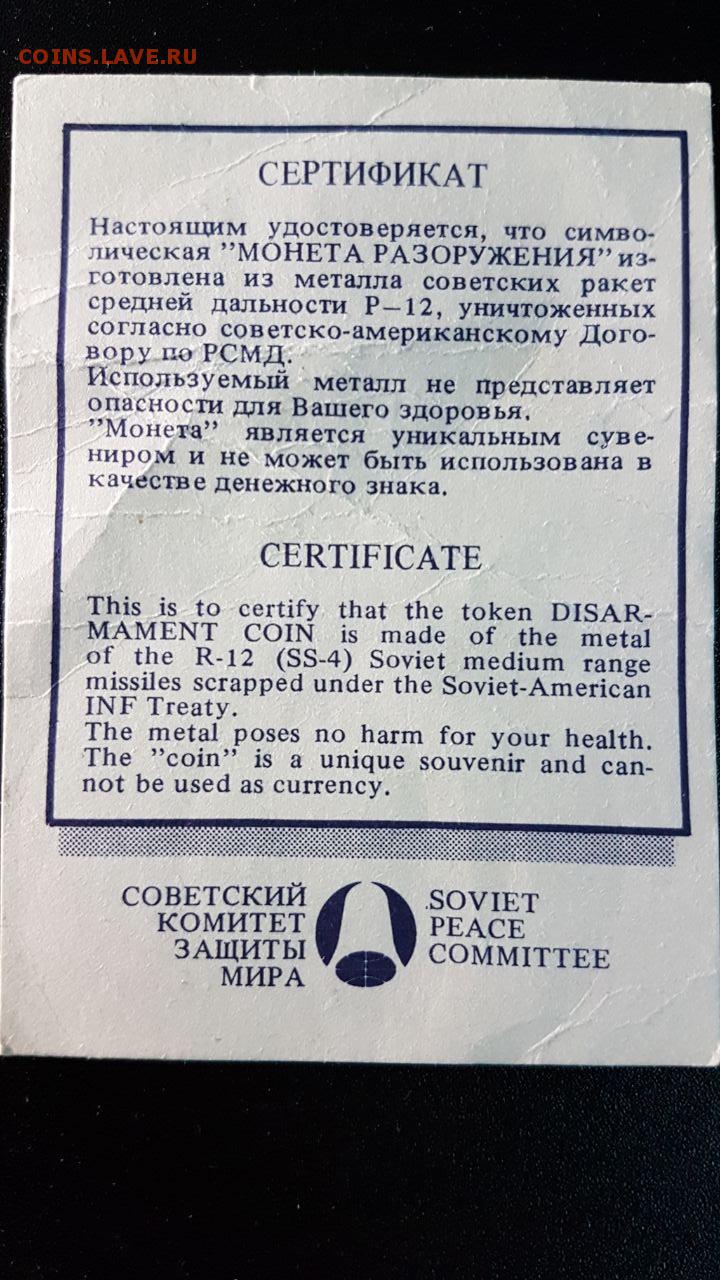 COINS.LAVE.RU
СЕРТИФИКАТ
Настоящим удостоверяется, что симво-
лическая ”МОНЕТА РАЗОРУЖЕНИЯ” из-
готовлена из металла советских ракет
средней дальности Р—12, уничтоженных
согласно советско-американскому Дого-
вору по РСМД.
Используемый металл не представляет
опасности для Вашего здоровья.
”Монета” является уникальным суве-
ниром и не может быть использована в
качестве денежного знака.
CERTIFICATE
This is to certify that the token DISAR-
MAMENT COIN is made of the metal
of the R-12 (SS-4) Soviet medium range
missiles scrapped under the Soviet-American
INF Treaty.
The metal poses no harm for your health.
The ”coin” is a unique souvenir and can-
not be used as currency.
СОВЕТСКИЙ
КОМИТЕТ
ЗАЩИТЫ
МИРА
SOVIET
PEACE
COMMITTEE